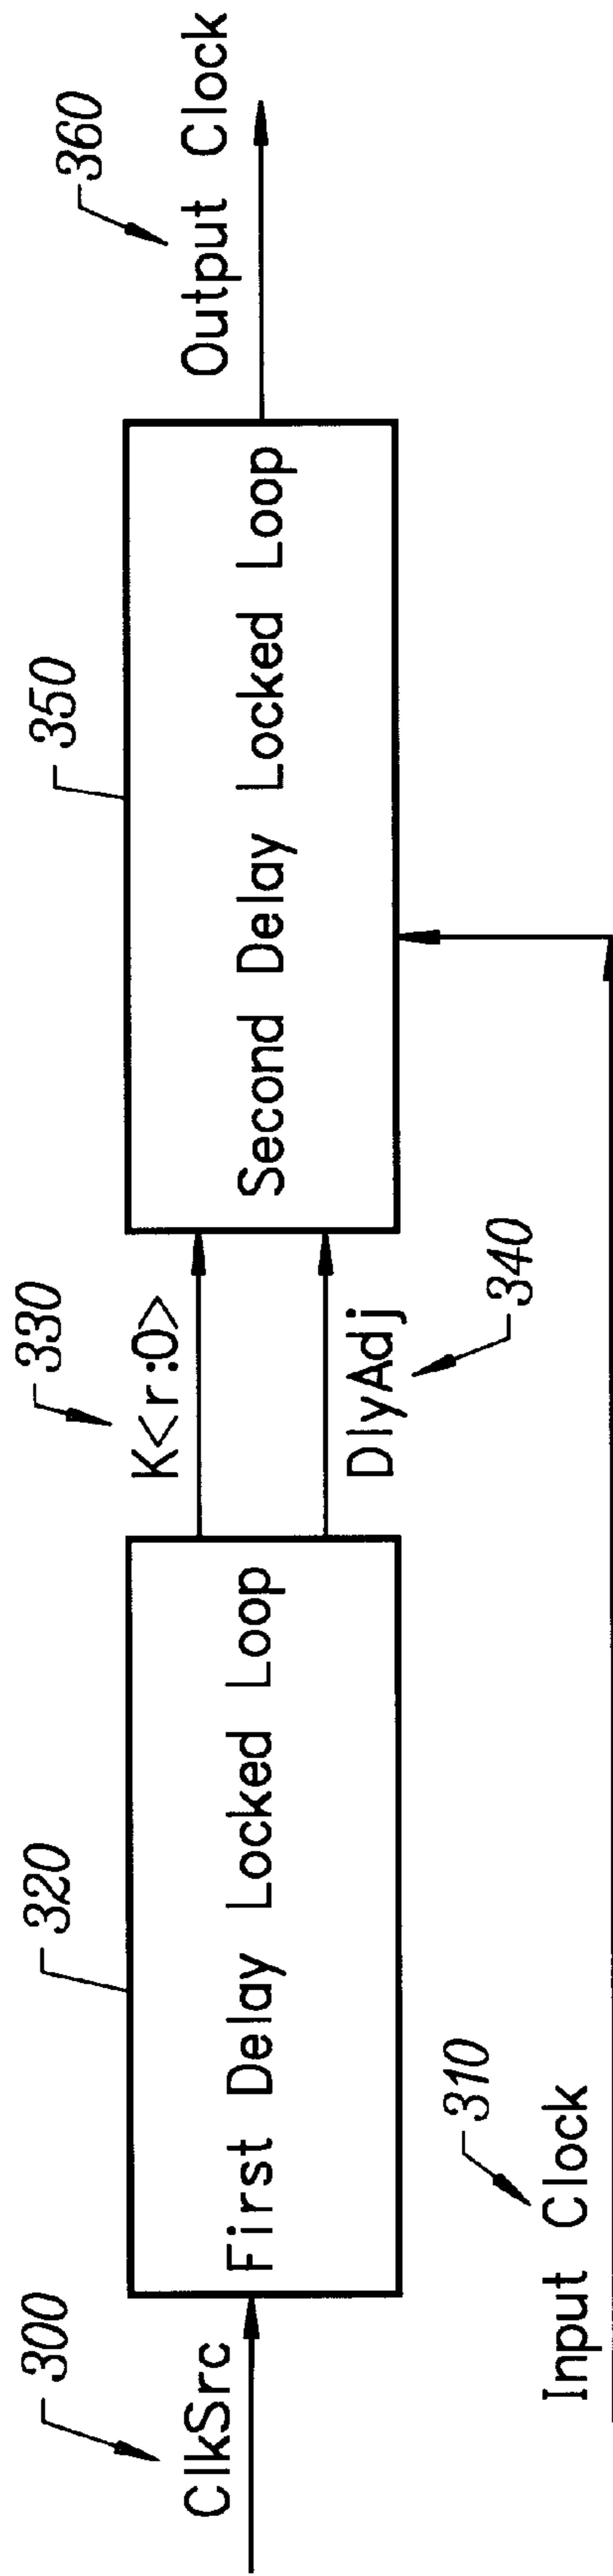 300
ClkSrc
320
First Delay Locked Loop
330
K<r:0>
DlyAdj
340
350
Second Delay Locked Loop
360
Output Clock
310
Input Clock